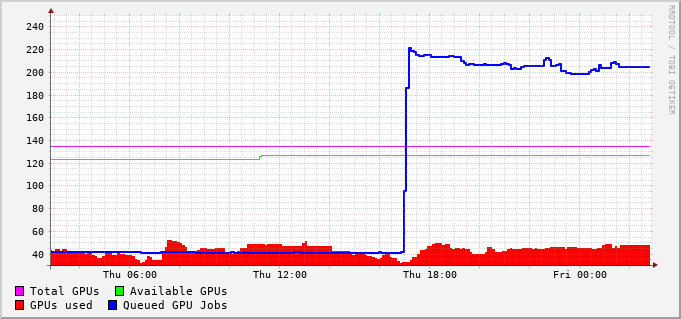 RRDTOOL / TOBI OETIKER
240
220
200
180
160
140
120
100
80
60
40
Thu 06:00 Thu 12:00 Thu 18:00 Fri 00:00
Total GPUs Available GPUs
GPUs used Queued GPU Jobs